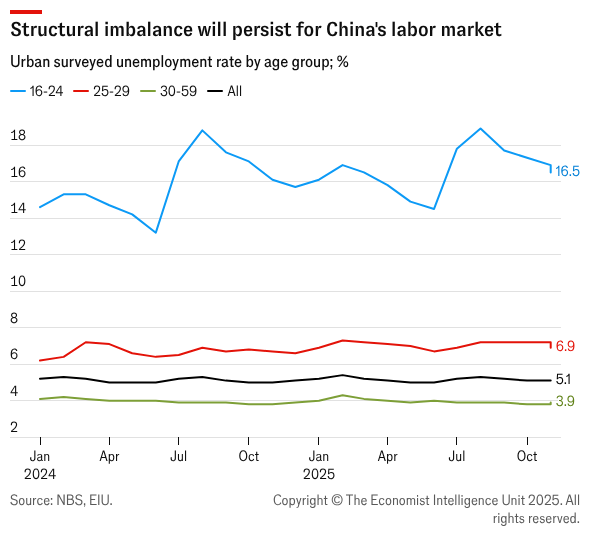 Structural imbalance will persist for China's labor market
Urban surveyed unemployment rate by age group; %
16-24 25-29 30-59 All
18
16
16.5
14
12
10
8
6.9
6
5.1
4
3.9
2
Jan Apr Jul Oct Jan Apr Jul Oct
2024 2025
Source: NBS, EIU.
Copyright © The Economist Intelligence Unit 2025. All
rights reserved.